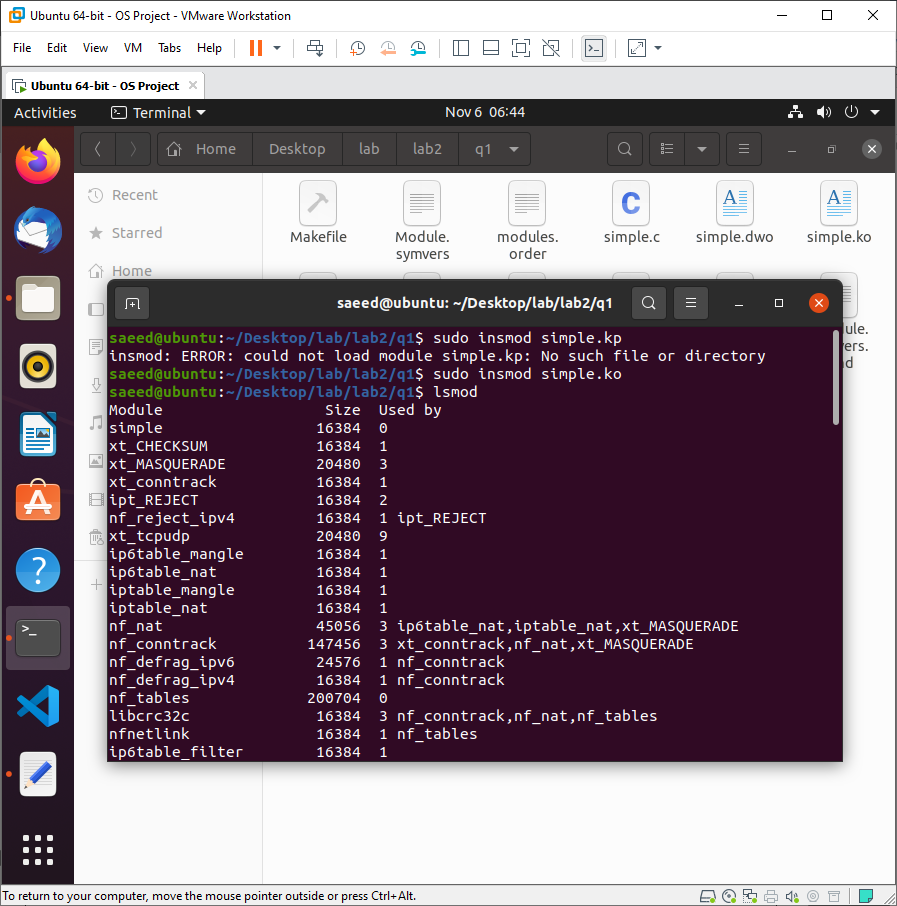 Ubuntu 64-bit - OS Project - VMware Workstation
File Edit View VM Tabs Help
Ubuntu 64-bit - OS Project
Activities
Terminal
Nov 6 06:44
Home Desktop lab lab2 q1
Recent
Starred
Home
Makefile
Module.
symvers
modules.
order
simple.c
simple.dwo
simple.ko
saeed@ubuntu: ~/Desktop/lab/lab2/q1
saeed@ubuntu:~/Desktop/lab/lab2/q1$ sudo insmod simple.kp
insmod: ERROR: could not load module simple.kp: No such file or directory
saeed@ubuntu:~/Desktop/lab/lab2/q1$ sudo insmod simple.ko
saeed@ubuntu:~/Desktop/lab/lab2/q1$ lsmod
Module Size Used by
simple 16384 0
xt_CHECKSUM 16384 1
xt_MASQUERADE 20480 3
xt_conntrack 16384 1
ipt_REJECT 16384 2
nf_reject_ipv4 16384 1 ipt_REJECT
xt_tcpudp 20480 9
ip6table_mangle 16384 1
ip6table_nat 16384 1
iptable_mangle 16384 1
iptable_nat 16384 1
nf_nat 45056 3 ip6table_nat,iptable_nat,xt_MASQUERADE
nf_conntrack 147456 3 xt_conntrack,nf_nat,xt_MASQUERADE
nf_defrag_ipv6 24576 1 nf_conntrack
nf_defrag_ipv4 16384 1 nf_conntrack
nf_tables 200704 0
libcrc32c 16384 3 nf_conntrack,nf_nat,nf_tables
nfnetlink 16384 1 nf_tables
ip6table_filter 16384 1
To return to your computer, move the mouse pointer outside or press Ctrl+Alt.